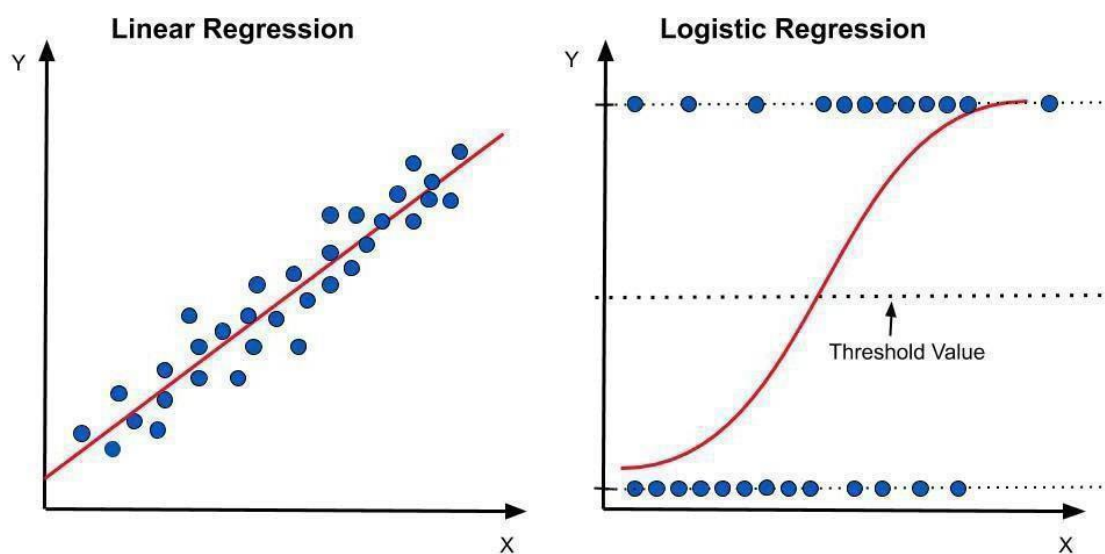 Linear Regression
Y
X
Logistic Regression
Y
Threshold Value
X